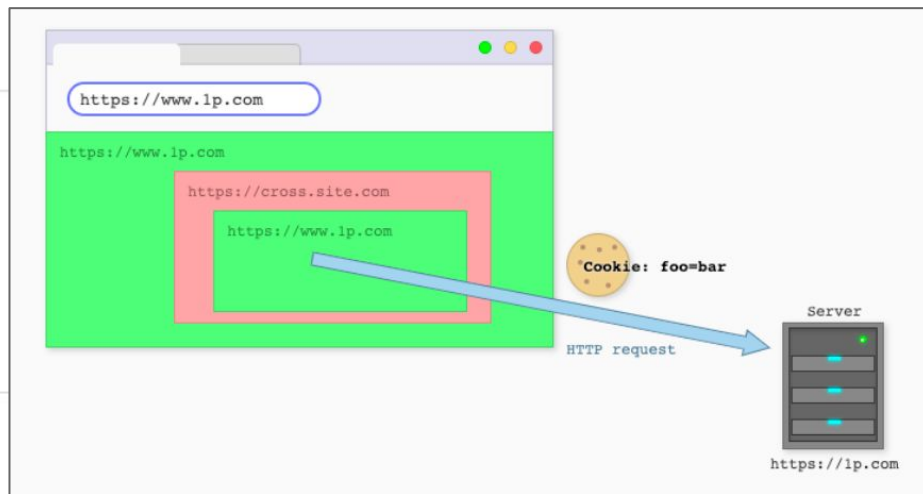 https://www.1p.com
https://www.1p.com
https://cross.site.com
https://www.1p.com
Cookie: foo=bar
Server
HTTP request
https://1p.com